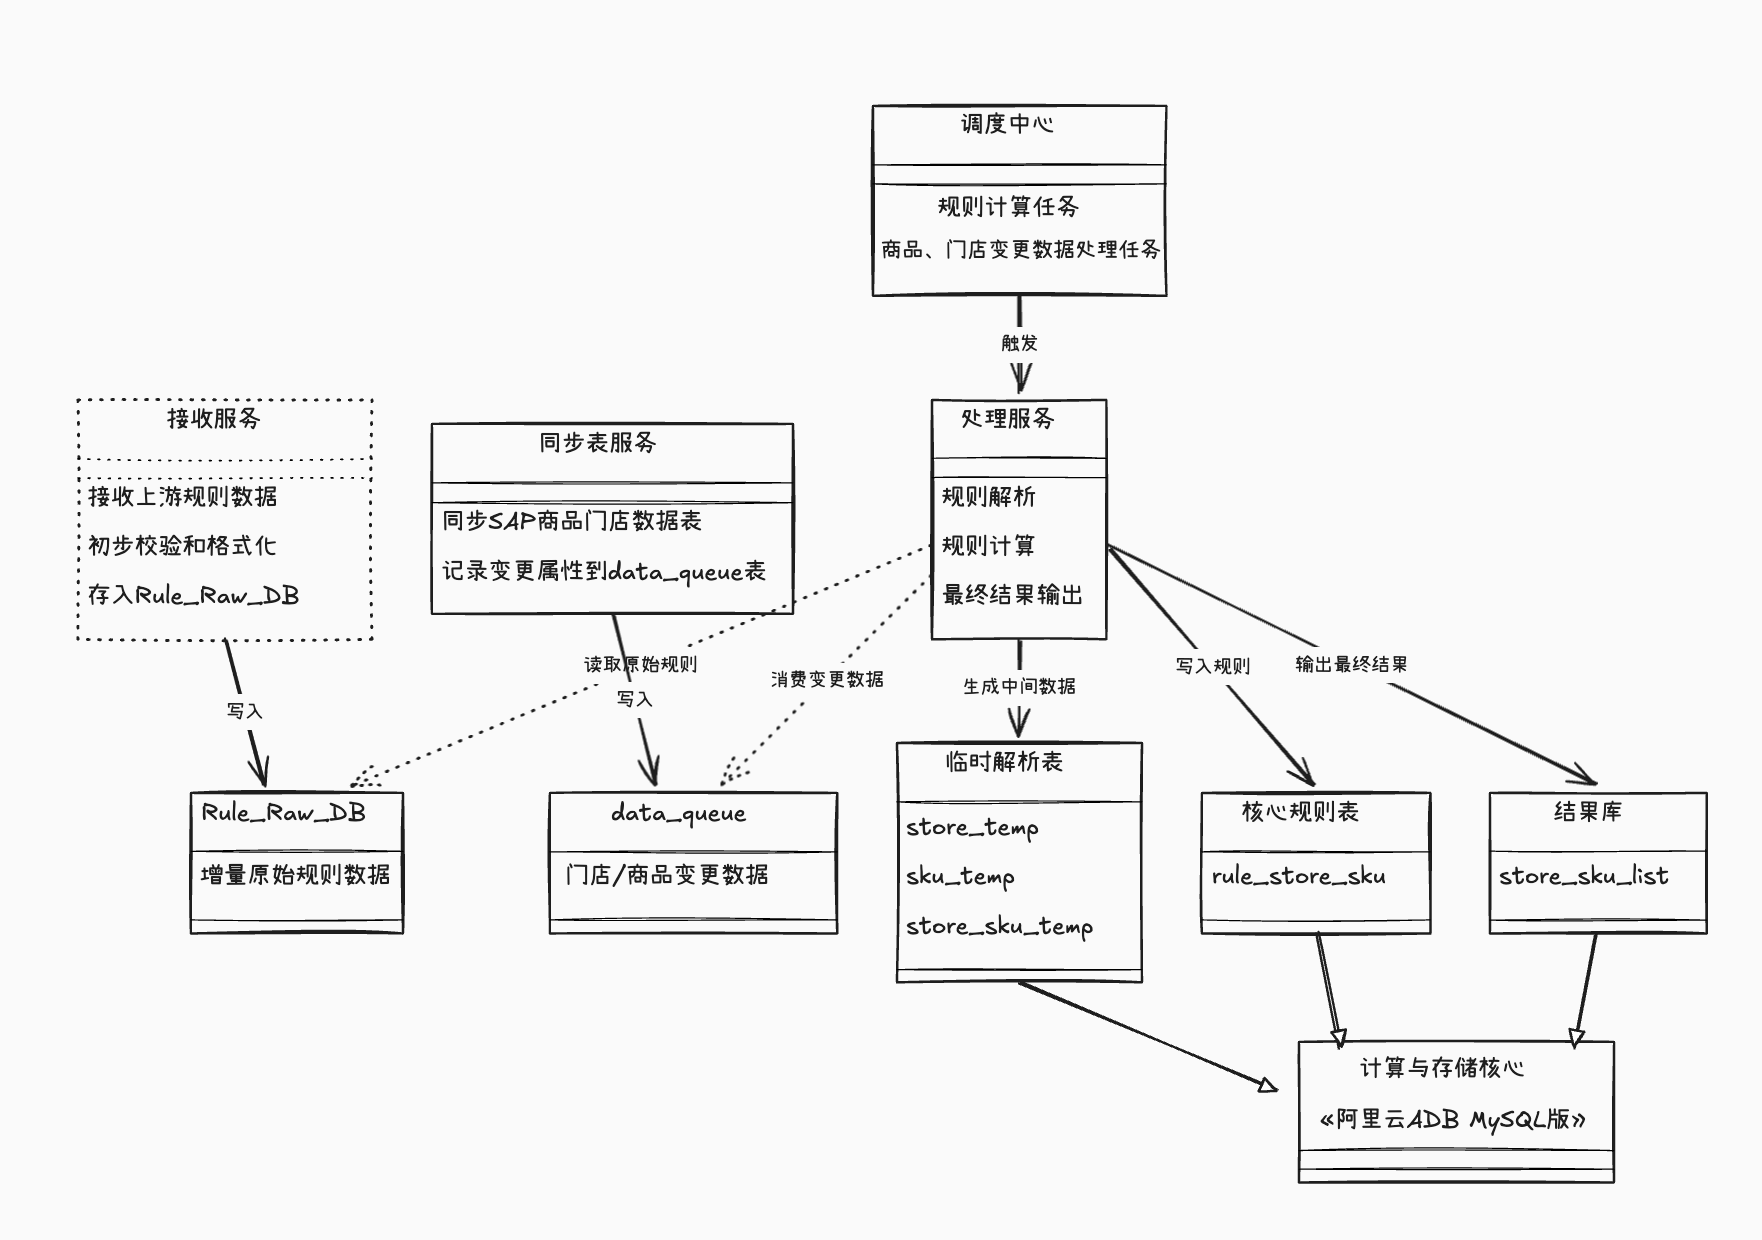 调度中心
规则计算任务
商品、门店变更数据处理任务
触发
接收服务
接收上游规则数据
初步校验和格式化
存入Rule_Raw_DB
同步表服务
同步SAP商品门店数据表
记录变更属性到data_queue表
处理服务
规则解析
规则计算
最终结果输出
写入
读取原始规则
写入
消费变更数据
生成中间数据
写入规则
输出最终结果
Rule_Raw_DB
增量原始规则数据
data_queue
门店/商品变更数据
临时解析表
store_temp
sku_temp
store_sku_temp
核心规则表
rule_store_sku
结果库
store_sku_list
计算与存储核心
《阿里云ADB MySQL版》